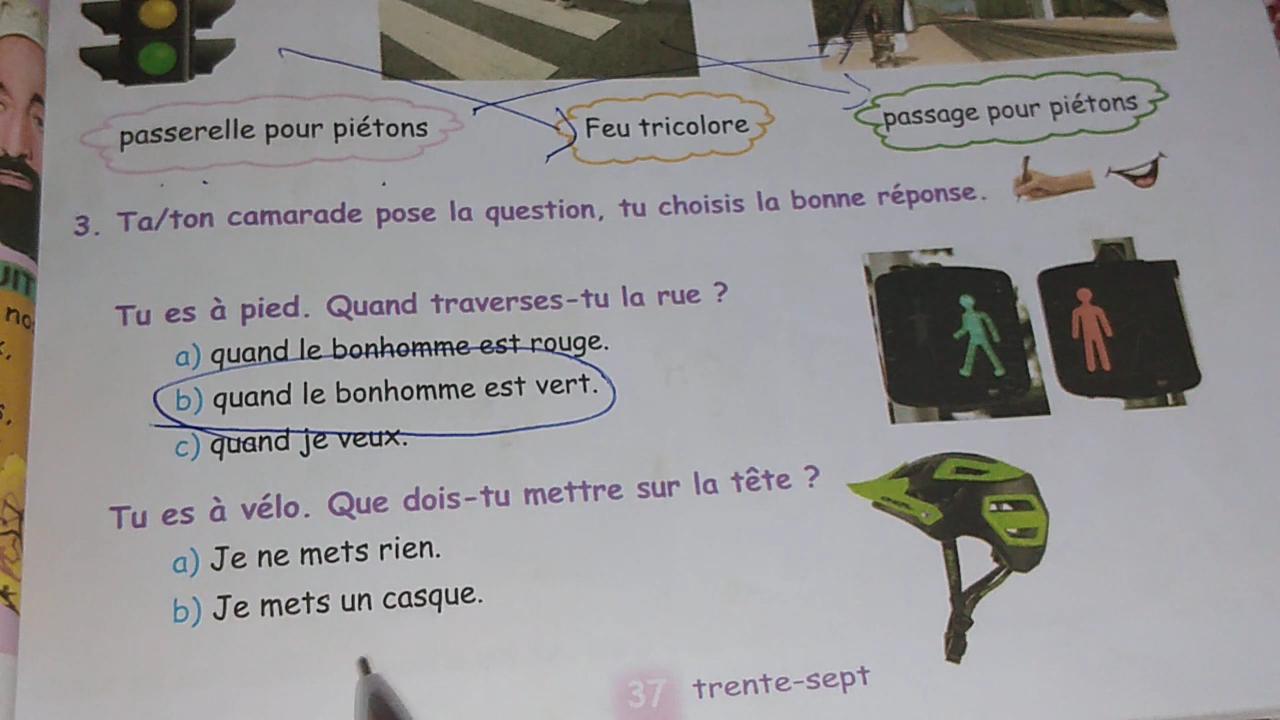 passerelle pour piétons
Feu tricolore
passage pour piétons
3. Ta/ton camarade pose la question, tu choisis la bonne réponse.
Tu es à pied. Quand traverses-tu la rue ?
a) quand le bonhomme est rouge.
b) quand le bonhomme est vert.
c) quand je veux.
Tu es à vélo. Que dois-tu mettre sur la tête ?
a) Je ne mets rien.
b) Je mets un casque.
37 trente-sept